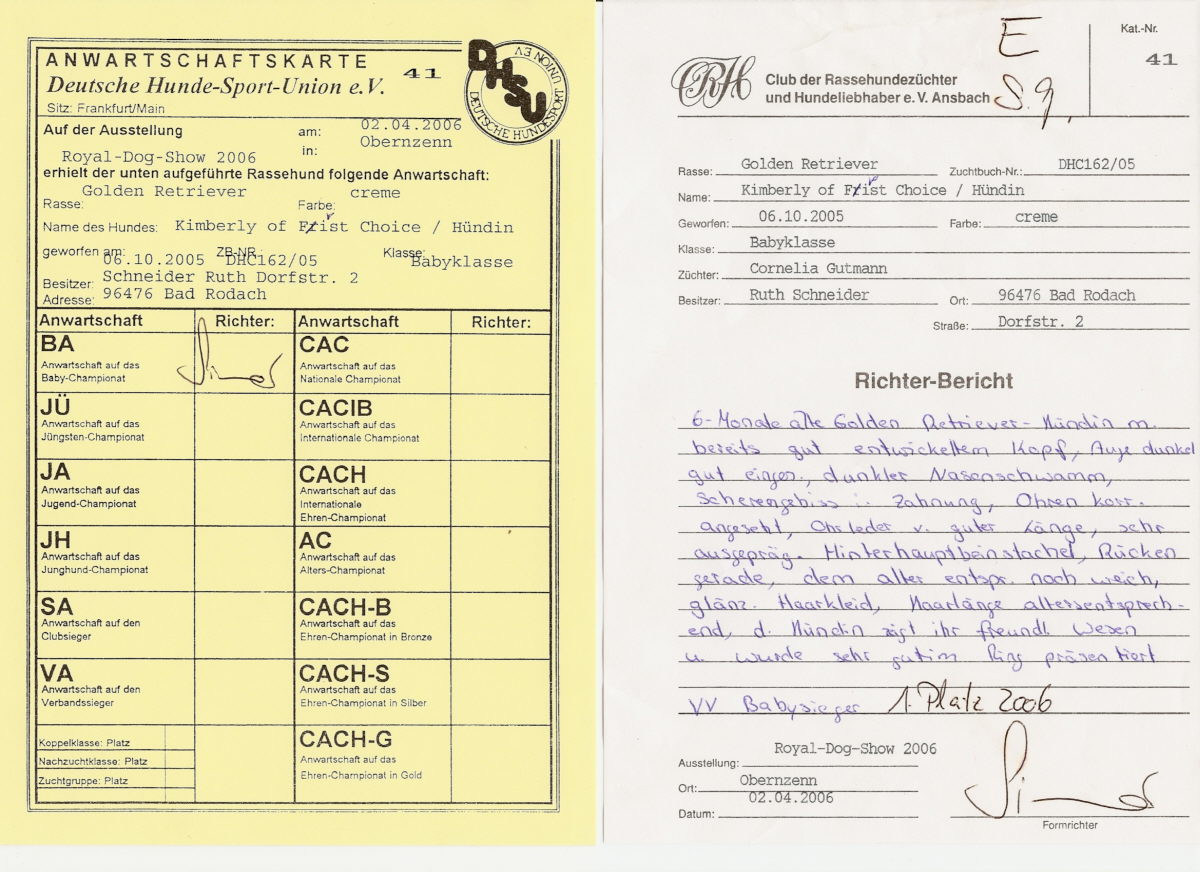 ANWARTSCHAFTSKARTE
41
Deutsche Hunde-Sport-Union e.V.
Sitz: Frankfurt/Main
DHSU
DEUTSCHE HUNDESPORT UNION EV
Auf der Ausstellung am: 02.04.2006
Royal-Dog-Show 2006 in: Obernzenn
erhielt der unten aufgeführte Rassehund folgende Anwartschaft:
Rasse: Golden Retriever Farbe: creme
Name des Hundes: Kimberly of First Choice / Hündin
geworfen am: 06.10.2005 ZB-NR.: DHC162/05 Klasse: Babyklasse
Besitzer: Schneider Ruth Dorfstr. 2
Adresse: 96476 Bad Rodach
Anwartschaft Richter: Anwartschaft Richter:
BA
Anwartschaft auf das
Baby-Championat
CAC
Anwartschaft auf das
Nationale Championat
JÜ
Anwartschaft auf das
Jüngsten-Championat
CACIB
Anwartschaft auf das
Internationale Championat
JA
Anwartschaft auf das
Jugend-Championat
CACH
Anwartschaft auf das
Internationale
Ehren-Championat
JH
Anwartschaft auf das
Junghund-Championat
AC
Anwartschaft auf das
Alters-Championat
SA
Anwartschaft auf den
Clubsieger
CACH-B
Anwartschaft auf das
Ehren-Championat in Bronze
VA
Anwartschaft auf den
Verbandssieger
CACH-S
Anwartschaft auf das
Ehren-Championat in Silber
Koppelklasse: Platz
Nachzuchtklasse: Platz
Zuchtgruppe: Platz
CACH-G
Anwartschaft auf das
Ehren-Championat in Gold
CRH
Club der Rassehundezüchter
und Hundeliebhaber e.V. Ansbach
E
S.g.
Kat.-Nr.
41
Rasse: Golden Retriever Zuchtbuch-Nr.: DHC162/05
Name: Kimberly of First Choice / Hündin
Geworfen: 06.10.2005 Farbe: creme
Klasse: Babyklasse
Züchter: Cornelia Gutmann
Besitzer: Ruth Schneider Ort: 96476 Bad Rodach
Straße: Dorfstr. 2
Richter-Bericht
6-Monate alte Golden Retriever-Hündin m.
bereits gut entwickeltem Kopf, Auge dunkel
gut einges., dunkler Nasenschwamm,
Scherengebiss i. Zahnung, Ohren korr.
angesetzt, Ohrleder v. guter Länge, sehr
ausgepräg. Hinterhauptbeinstachel, Rücken
gerade, dem alter entspr. noch weich,
glänz. Haarkleid, Haarlänge altersentsprech-
end, d. Hündin zeigt ihr freundl. Wesen
u. wurde sehr gut im Ring präsentiert
VV Babysieger 1. Platz 2006
Ausstellung: Royal-Dog-Show 2006
Ort: Obernzenn
Datum: 02.04.2006
Formrichter